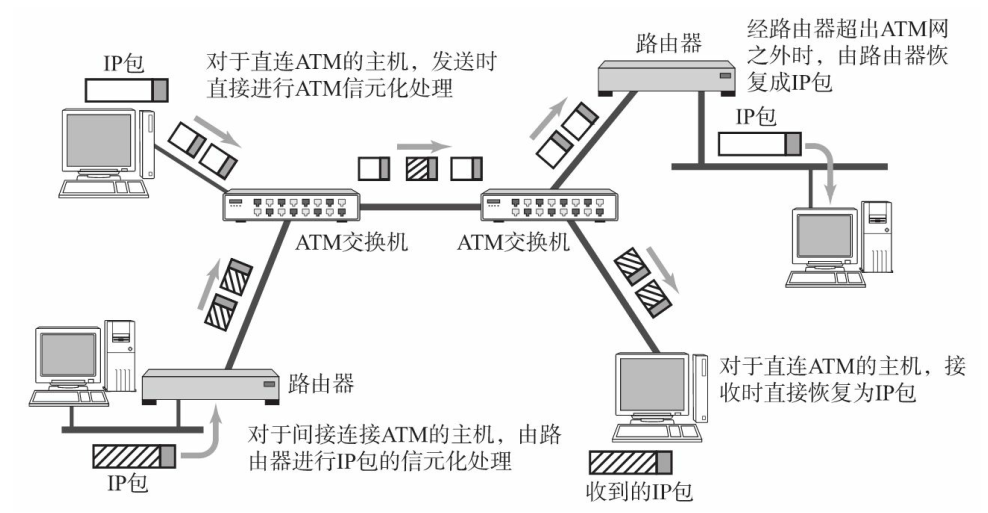 IP包
对于直连ATM的主机，发送时
直接进行ATM信元化处理
路由器
经路由器超出ATM网
之外时，由路由器恢
复成IP包
IP包
ATM交换机
ATM交换机
路由器
对于间接连接ATM的主机，由路
由器进行IP包的信元化处理
IP包
对于直连ATM的主机，接
收时直接恢复为IP包
收到的IP包